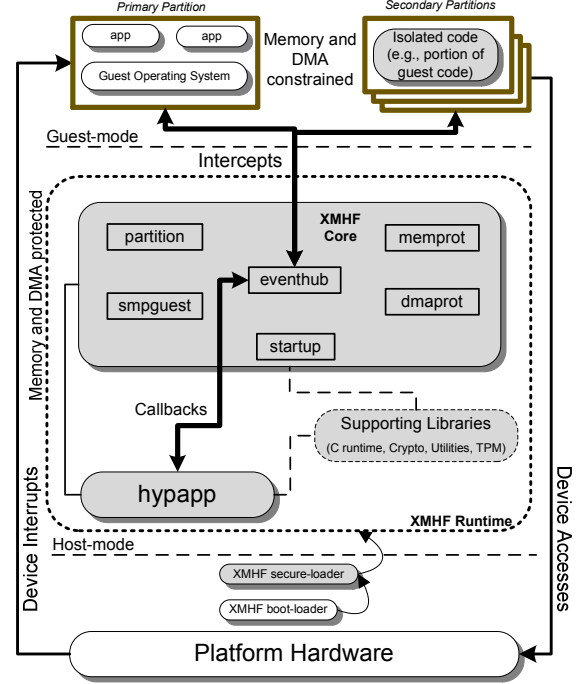 Primary Partition
Secondary Partitions
app
app
Guest Operating System
Memory and
DMA
constrained
Isolated code
(e.g., portion of
guest code)
Guest-mode
Intercepts
Memory and DMA protected
XMHF
Core
partition
memprot
eventhub
smpguest
dmaprot
startup
Callbacks
Supporting Libraries
(C runtime, Crypto, Utilities, TPM)
hypapp
XMHF Runtime
Host-mode
Device Interrupts
Device Accesses
XMHF secure-loader
XMHF boot-loader
Platform Hardware